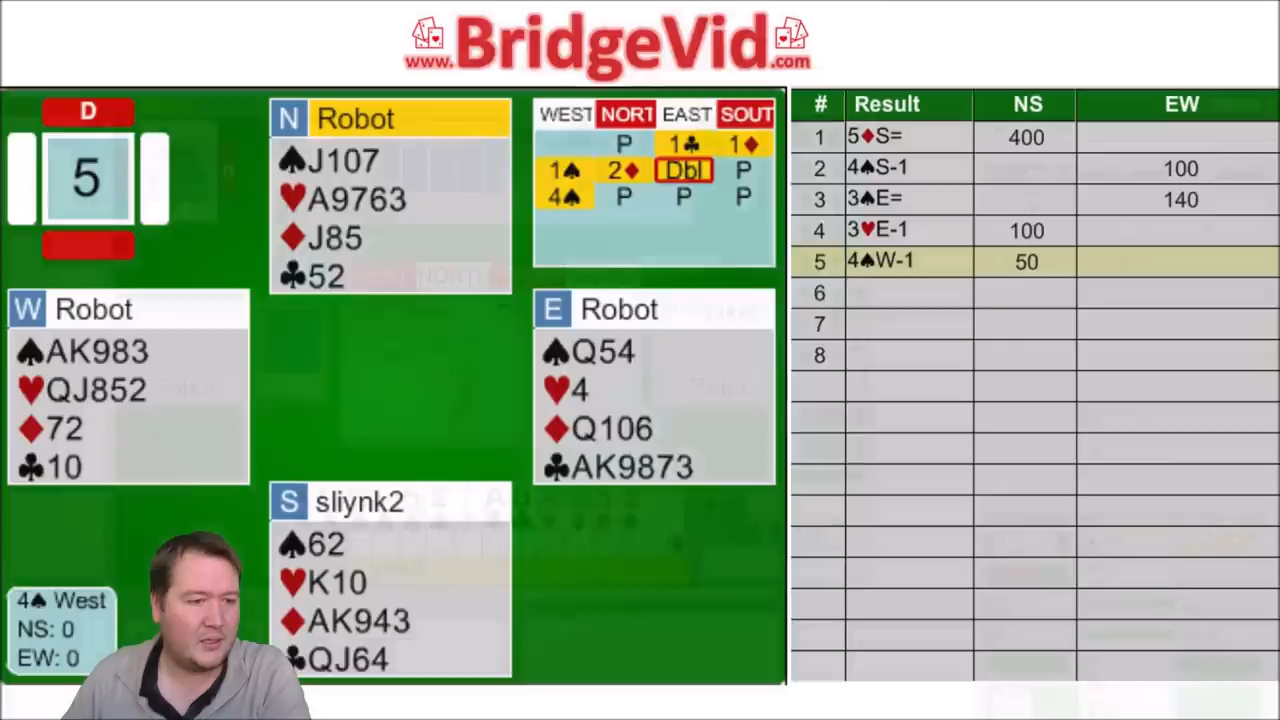 www.BridgeVid.com
D
5
N Robot
♠J107
♥A9763
♦J85
♣52
WEST NORT EAST SOUT
P 1♣ 1♦
1♠ 2♦ Dbl P
4♠ P P P
W Robot
♠AK983
♥QJ852
♦72
♣10
E Robot
♠Q54
♥4
♦Q106
♣AK9873
S sliynk2
♠62
♥K10
♦AK943
♣QJ64
4♠ West
NS: 0
EW: 0
# Result NS EW
1 5♦S= 400
2 4♠S-1 100
3 3♠E= 140
4 3♥E-1 100
5 4♠W-1 50
6
7
8